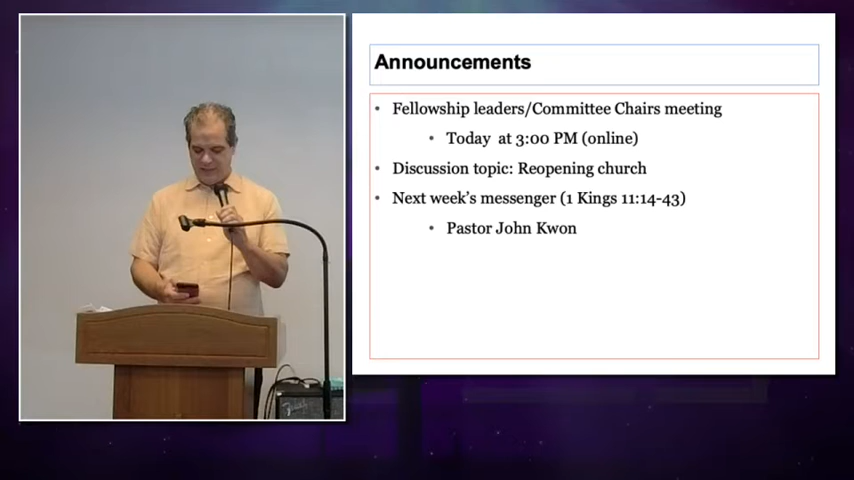 Announcements
• Fellowship leaders/Committee Chairs meeting
• Today at 3:00 PM (online)
• Discussion topic: Reopening church
• Next week's messenger (1 Kings 11:14-43)
• Pastor John Kwon